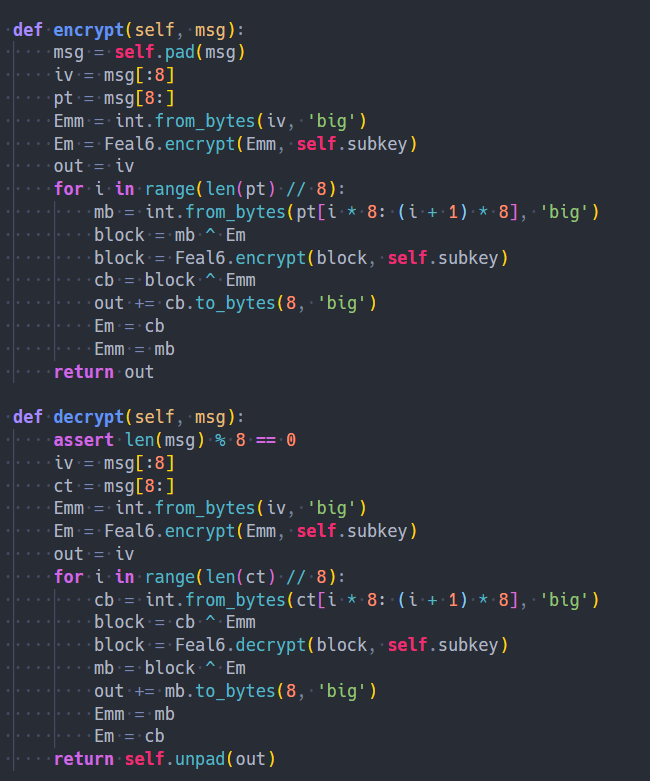 def encrypt(self, msg):
    msg = self.pad(msg)
    iv = msg[:8]
    pt = msg[8:]
    Emm = int.from_bytes(iv, 'big')
    Em = Feal6.encrypt(Emm, self.subkey)
    out = iv
    for i in range(len(pt) // 8):
        mb = int.from_bytes(pt[i * 8: (i + 1) * 8], 'big')
        block = mb ^ Em
        block = Feal6.encrypt(block, self.subkey)
        cb = block ^ Emm
        out += cb.to_bytes(8, 'big')
        Em = cb
        Emm = mb
    return out

def decrypt(self, msg):
    assert len(msg) % 8 == 0
    iv = msg[:8]
    ct = msg[8:]
    Emm = int.from_bytes(iv, 'big')
    Em = Feal6.encrypt(Emm, self.subkey)
    out = iv
    for i in range(len(ct) // 8):
        cb = int.from_bytes(ct[i * 8: (i + 1) * 8], 'big')
        block = cb ^ Emm
        block = Feal6.decrypt(block, self.subkey)
        mb = block ^ Em
        out += mb.to_bytes(8, 'big')
        Emm = mb
        Em = cb
    return self.unpad(out)